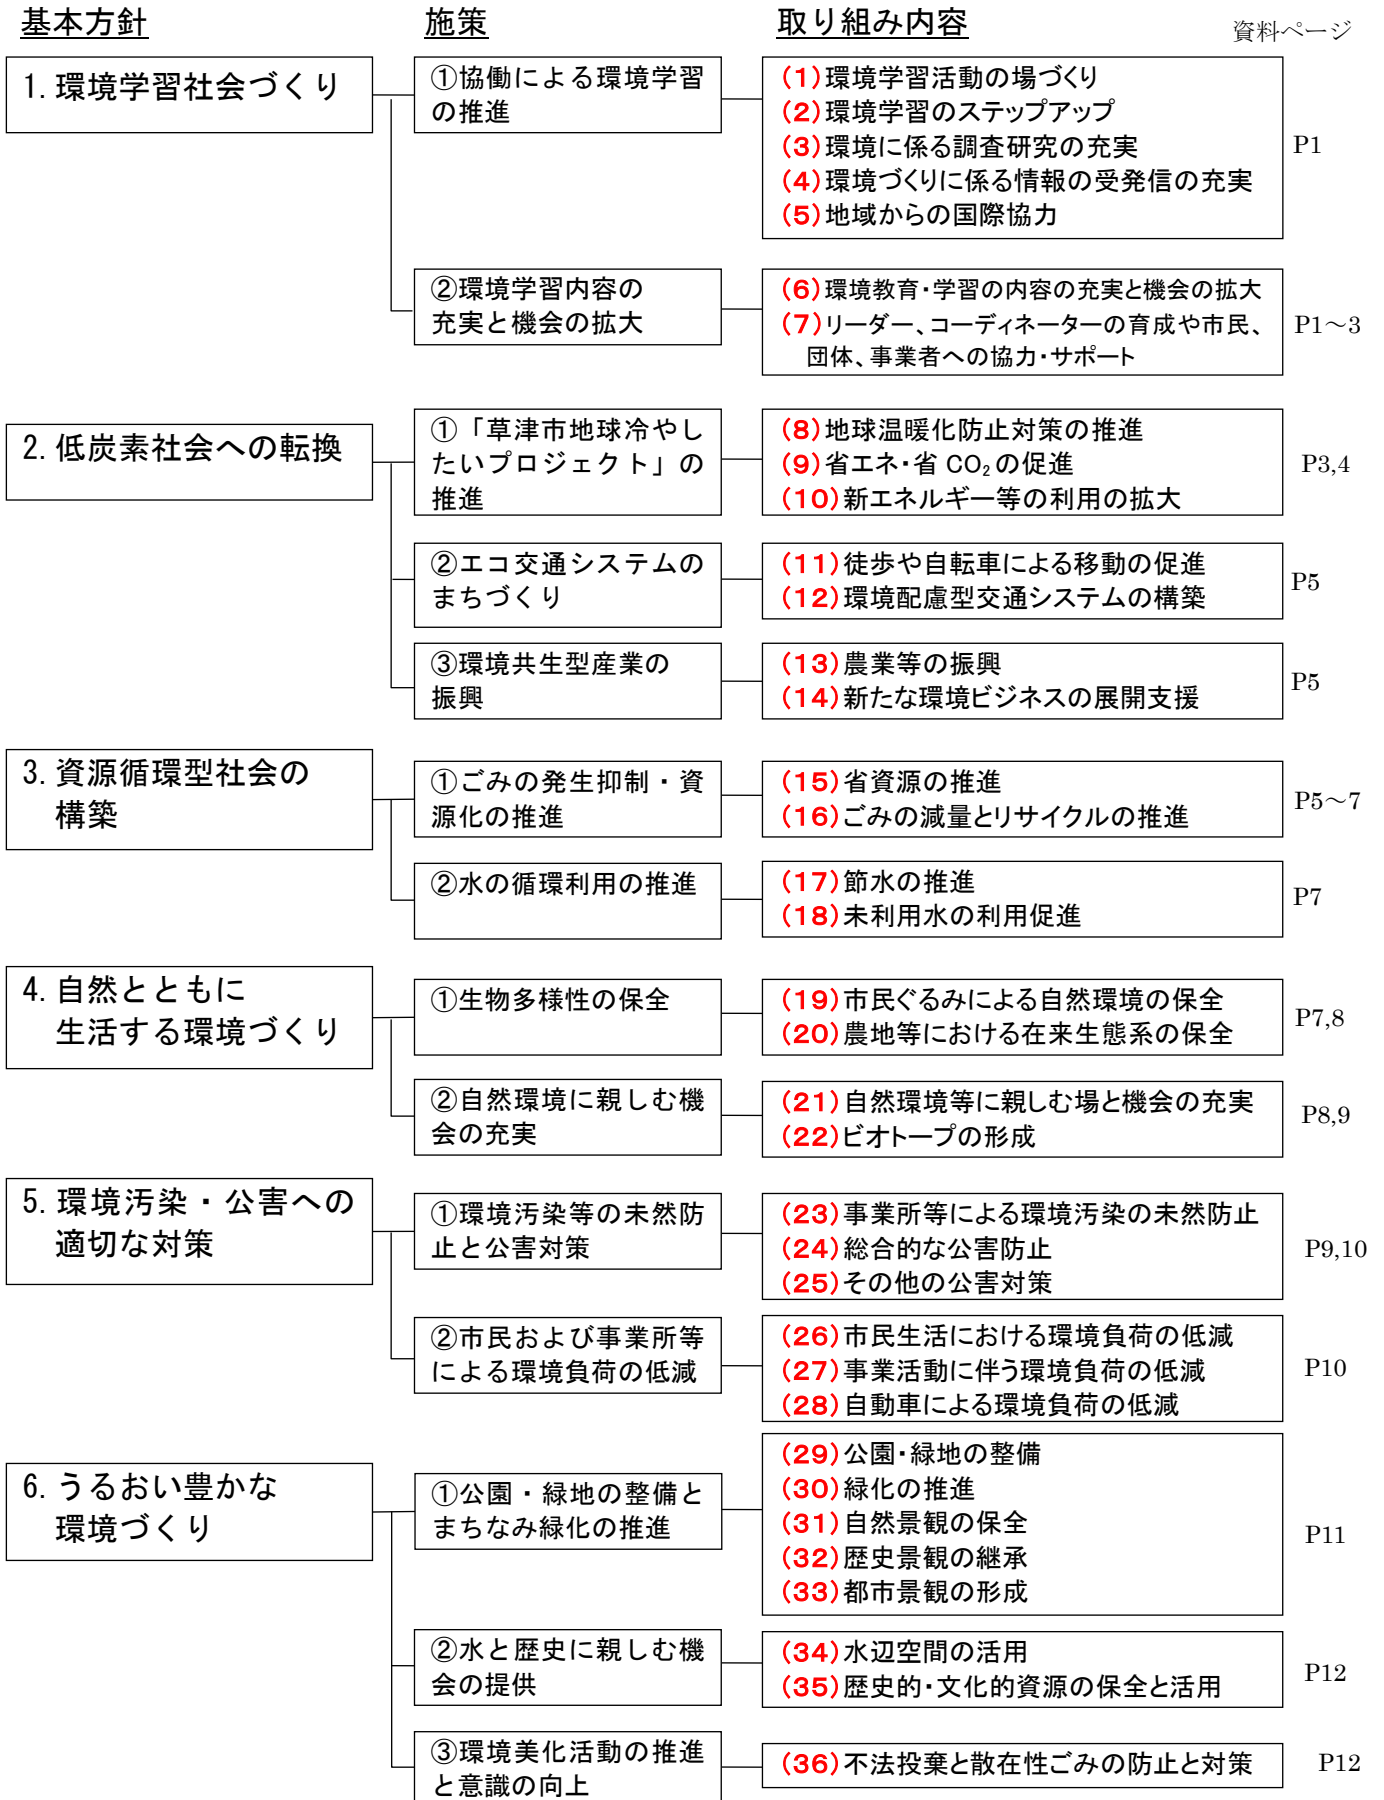 基本方針 施策 取り組み内容 資料ページ
1. 環境学習社会づくり
①協働による環境学習
の推進
(1)環境学習活動の場づくり
(2)環境学習のステップアップ
(3)環境に係る調査研究の充実
(4)環境づくりに係る情報の受発信の充実
(5)地域からの国際協力
P1
②環境学習内容の
充実と機会の拡大
(6)環境教育・学習の内容の充実と機会の拡大
(7)リーダー、コーディネーターの育成や市民、
団体、事業者への協力・サポート
P1～3
2. 低炭素社会への転換
①「草津市地球冷やし
たいプロジェクト」の
推進
(8)地球温暖化防止対策の推進
(9)省エネ・省 CO₂の促進
(10)新エネルギー等の利用の拡大
P3,4
②エコ交通システムの
まちづくり
(11)徒歩や自転車による移動の促進
(12)環境配慮型交通システムの構築
P5
③環境共生型産業の
振興
(13)農業等の振興
(14)新たな環境ビジネスの展開支援
P5
3. 資源循環型社会の
構築
①ごみの発生抑制・資
源化の推進
(15)省資源の推進
(16)ごみの減量とリサイクルの推進
P5～7
②水の循環利用の推進
(17)節水の推進
(18)未利用水の利用促進
P7
4. 自然とともに
生活する環境づくり
①生物多様性の保全
(19)市民ぐるみによる自然環境の保全
(20)農地等における在来生態系の保全
P7,8
②自然環境に親しむ機
会の充実
(21)自然環境等に親しむ場と機会の充実
(22)ビオトープの形成
P8,9
5. 環境汚染・公害への
適切な対策
①環境汚染等の未然防
止と公害対策
(23)事業所等による環境汚染の未然防止
(24)総合的な公害防止
(25)その他の公害対策
P9,10
②市民および事業所等
による環境負荷の低減
(26)市民生活における環境負荷の低減
(27)事業活動に伴う環境負荷の低減
(28)自動車による環境負荷の低減
P10
6. うるおい豊かな
環境づくり
①公園・緑地の整備と
まちなみ緑化の推進
(29)公園・緑地の整備
(30)緑化の推進
(31)自然景観の保全
(32)歴史景観の継承
(33)都市景観の形成
P11
②水と歴史に親しむ機
会の提供
(34)水辺空間の活用
(35)歴史的・文化的資源の保全と活用
P12
③環境美化活動の推進
と意識の向上
(36)不法投棄と散在性ごみの防止と対策
P12